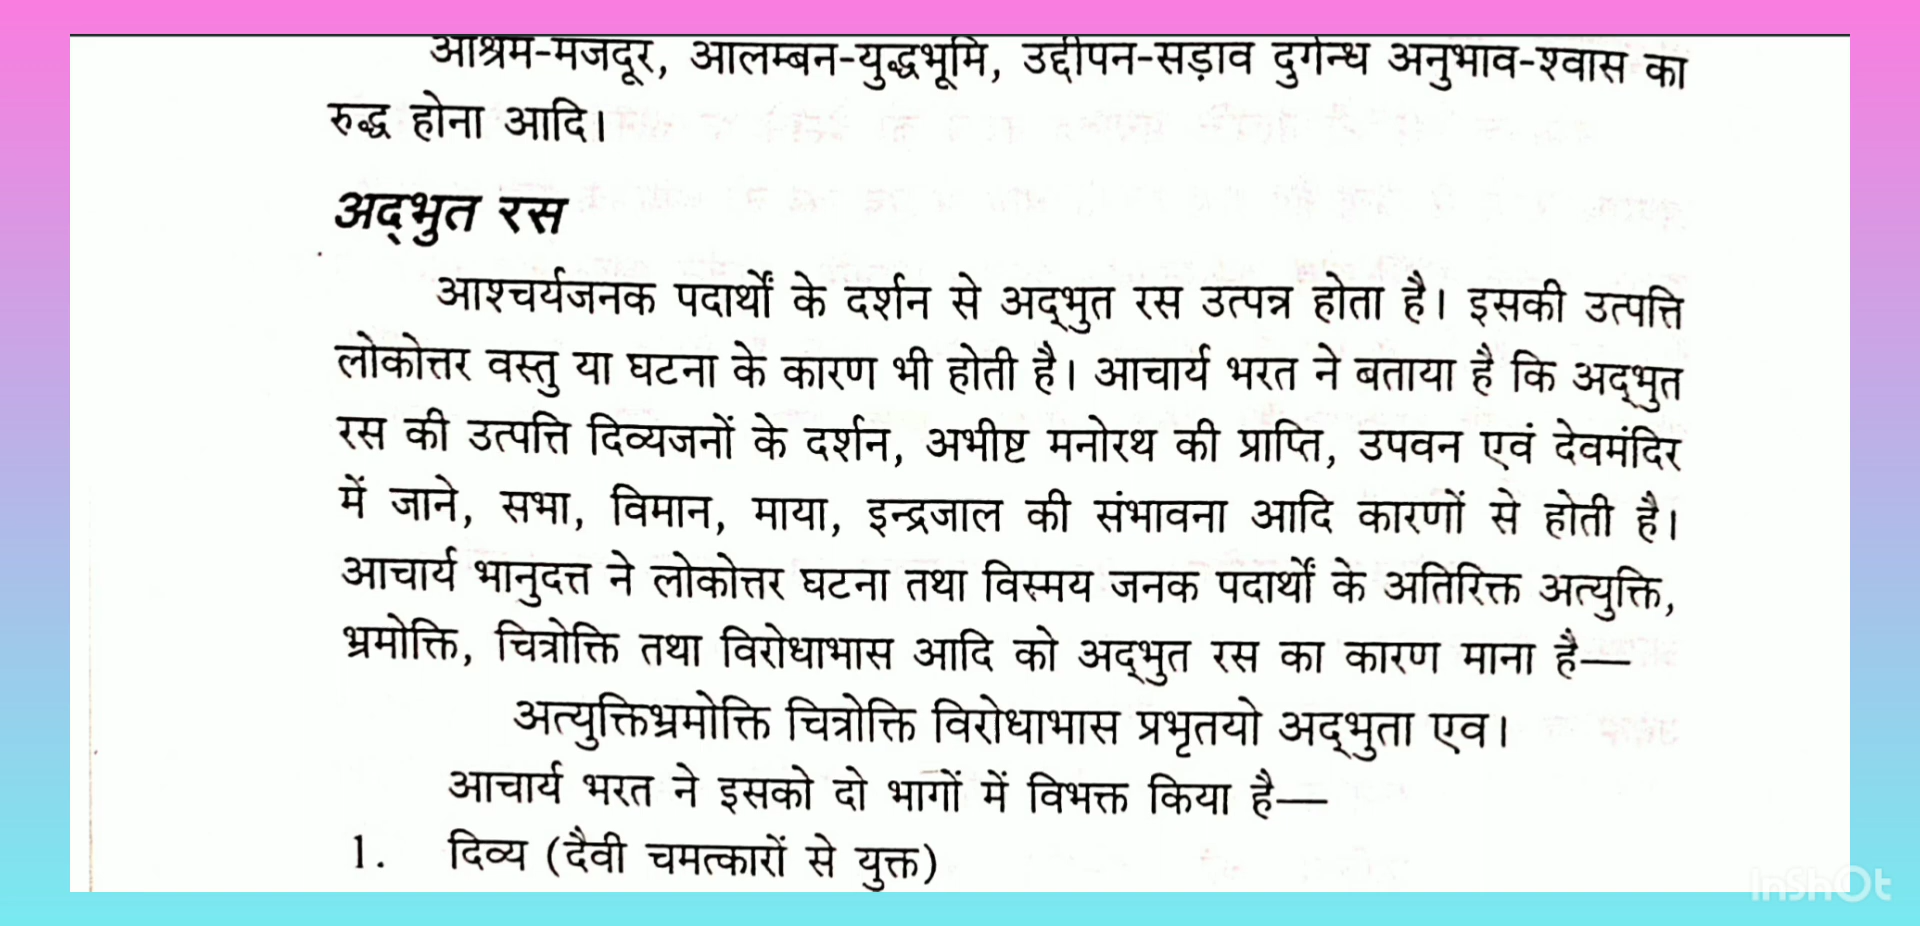 आश्रम-मजदूर, आलम्बन-युद्धभूमि, उद्दीपन-सड़ाव दुर्गन्ध अनुभाव-श्वास का
रुद्ध होना आदि।
अद्भुत रस
आश्चर्यजनक पदार्थों के दर्शन से अद्भुत रस उत्पन्न होता है। इसकी उत्पत्ति
लोकोत्तर वस्तु या घटना के कारण भी होती है। आचार्य भरत ने बताया है कि अद्भुत
रस की उत्पत्ति दिव्यजनों के दर्शन, अभीष्ट मनोरथ की प्राप्ति, उपवन एवं देवमंदिर
में जाने, सभा, विमान, माया, इन्द्रजाल की संभावना आदि कारणों से होती है।
आचार्य भानुदत्त ने लोकोत्तर घटना तथा विस्मय जनक पदार्थों के अतिरिक्त अत्युक्ति,
भ्रमोक्ति, चित्रोक्ति तथा विरोधाभास आदि को अद्भुत रस का कारण माना है—
अत्युक्तिभ्रमोक्ति चित्रोक्ति विरोधाभास प्रभृतयो अद्भुता एव।
आचार्य भरत ने इसको दो भागों में विभक्त किया है—
1. दिव्य (दैवी चमत्कारों से युक्त)
InShOt